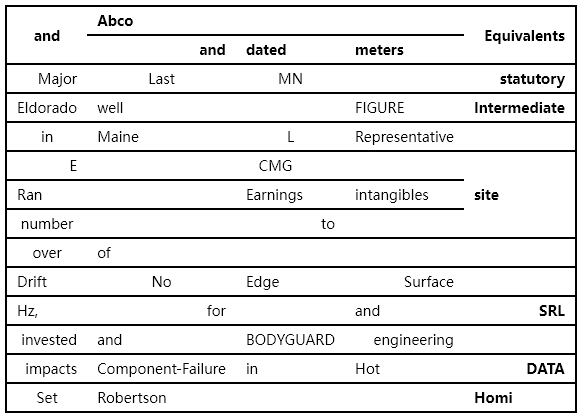 Abco
and Equivalents
and dated meters
Major Last MN statutory
Eldorado well FIGURE Intermediate
in Maine L Representative
E CMG
Ran Earnings intangibles site
number to
over of
Drift No Edge Surface
Hz, for and SRL
invested and BODYGUARD engineering
impacts Component-Failure in Hot DATA
Set Robertson Homi